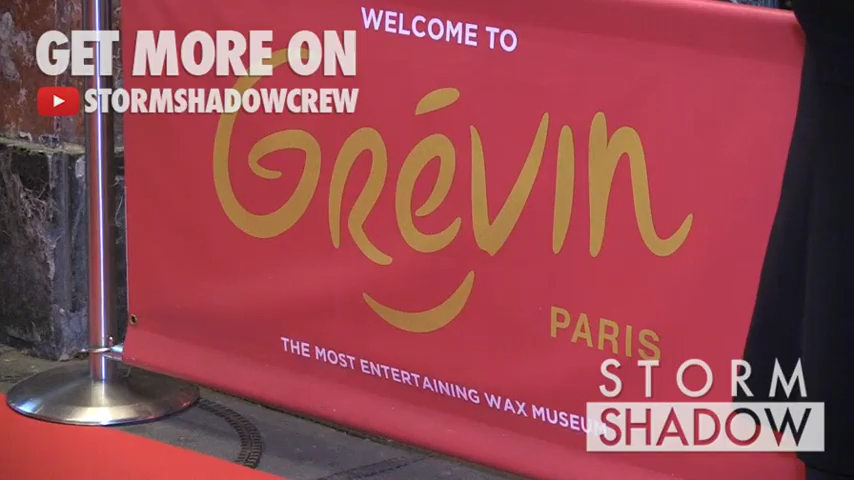 WELCOME TO
GET MORE ON
STORMSHADOWCREW
Grévin
PARIS
THE MOST ENTERTAINING WAX MUSEUM
STORM
SHADOW